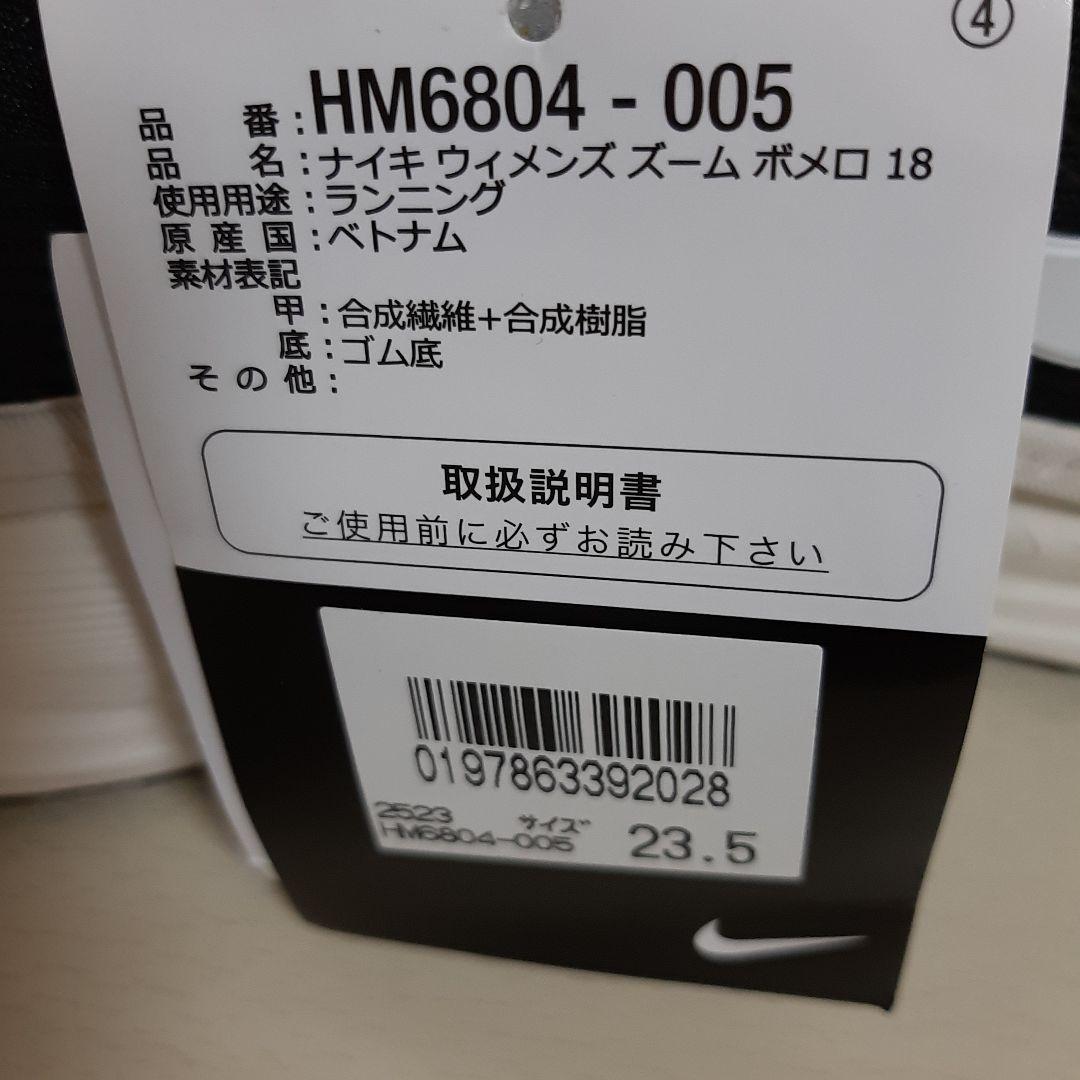 ④
品番:HM6804 - 005
品名:ナイキ ウィメンズ ズーム ボメロ 18
使用用途:ランニング
原産国:ベトナム
素材表記
甲:合成繊維+合成樹脂
底:ゴム底
その他:
取扱説明書
ご使用前に必ずお読み下さい
0197863392028
2523
HM6804-005 サイズ 23.5